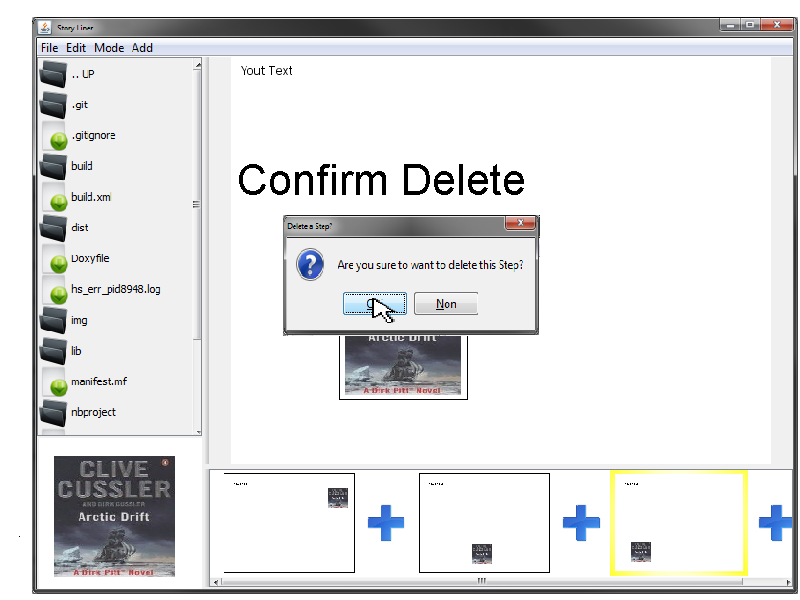 Story Liner
File Edit Mode Add
.. UP
.git
.gitgnore
build
build.xml
dist
Doxyfile
hs_err_pid8948.log
img
lib
manifest.mf
nbproject
CLIVE
CUSSLER
AND DIRK CUSSLER
Arctic Drift
A Dirk Pitt Novel
Yout Text
Confirm Delete
Delete a Step?
Are you sure to want to delete this Step?
Non
Arctic Drift
A Dirk Pitt Novel